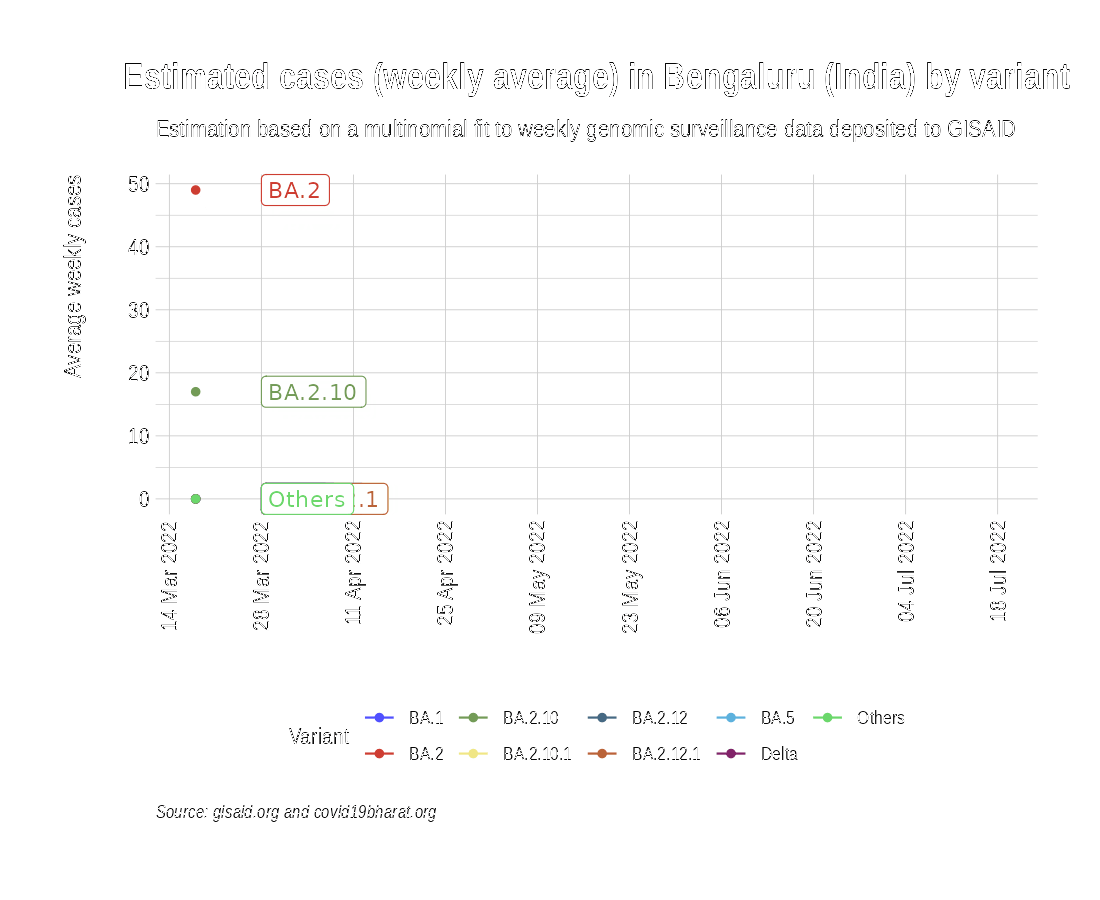 Estimated cases (weekly average) in Bengaluru (India) by variant
Estimation based on a multinomial fit to weekly genomic surveillance data deposited to GISAID
Average weekly cases
50
40
30
20
10
0
BA.2
BA.2.10
Others .1
14 Mar 2022
28 Mar 2022
11 Apr 2022
25 Apr 2022
09 May 2022
23 May 2022
06 Jun 2022
20 Jun 2022
04 Jul 2022
18 Jul 2022
Variant
BA.1 BA.2.10 BA.2.12 BA.5 Others
BA.2 BA.2.10.1 BA.2.12.1 Delta
Source: gisaid.org and covid19bharat.org